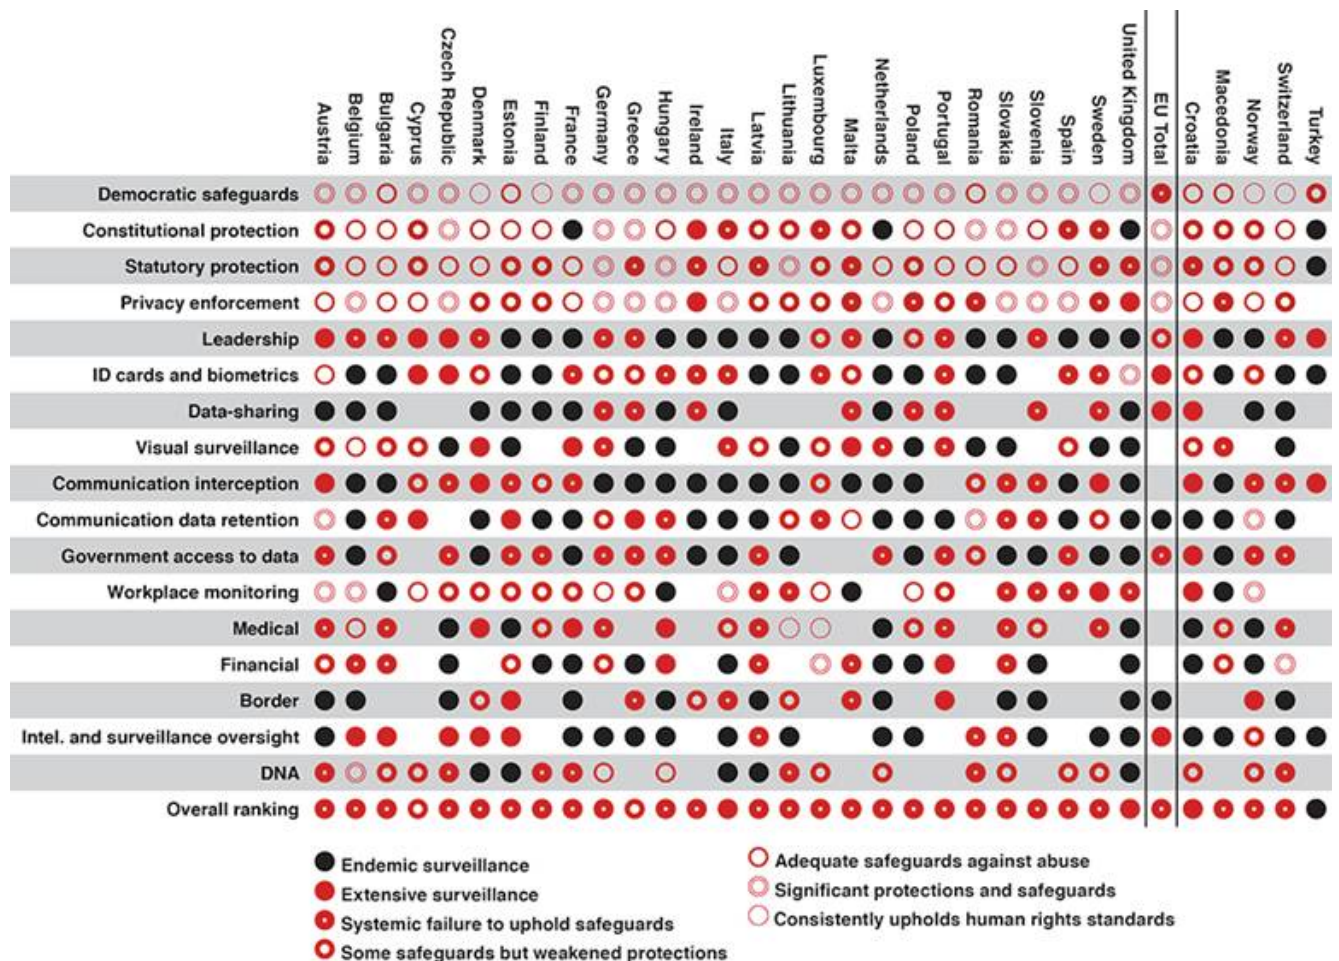 Austria
Belgium
Bulgaria
Cyprus
Czech Republic
Denmark
Estonia
Finland
France
Germany
Greece
Hungary
Ireland
Italy
Latvia
Lithuania
Luxembourg
Malta
Netherlands
Poland
Portugal
Romania
Slovakia
Slovenia
Spain
Sweden
United Kingdom
EU Total
Croatia
Macedonia
Norway
Switzerland
Turkey
Democratic safeguards
Constitutional protection
Statutory protection
Privacy enforcement
Leadership
ID cards and biometrics
Data-sharing
Visual surveillance
Communication interception
Communication data retention
Government access to data
Workplace monitoring
Medical
Financial
Border
Intel. and surveillance oversight
DNA
Overall ranking
Endemic surveillance
Extensive surveillance
Systemic failure to uphold safeguards
Some safeguards but weakened protections
Adequate safeguards against abuse
Significant protections and safeguards
Consistently upholds human rights standards